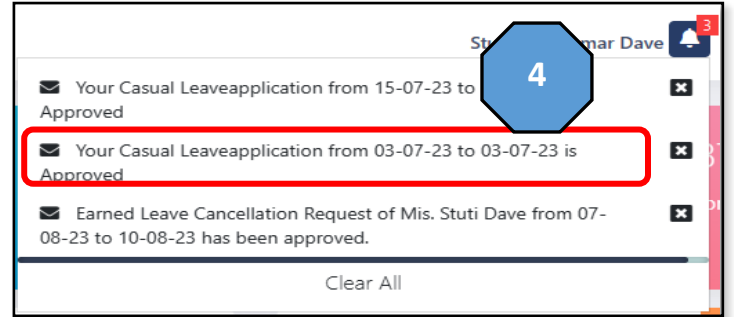 mar Dave 3
4
Your Casual Leaveapplication from 15-07-23 to
Approved
Your Casual Leaveapplication from 03-07-23 to 03-07-23 is
Approved
Earned Leave Cancellation Request of Mis. Stuti Dave from 07-
08-23 to 10-08-23 has been approved.
Clear All